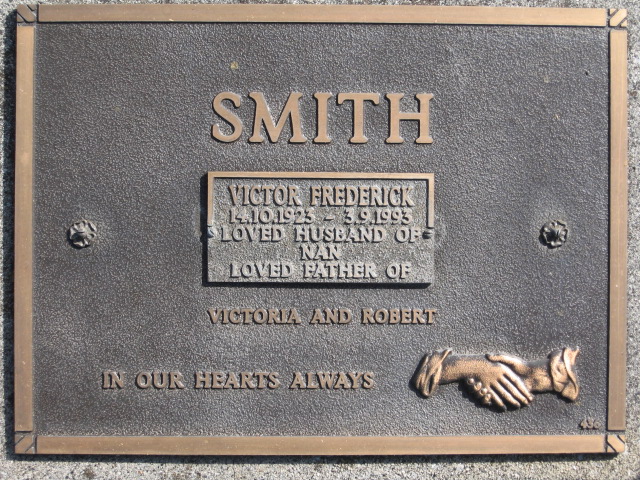 SMITH
VICTOR FREDERICK
14.10.1923 - 3.9.1993
LOVED HUSBAND OF
NAN
LOVED FATHER OF
VICTORIA AND ROBERT
IN OUR HEARTS ALWAYS